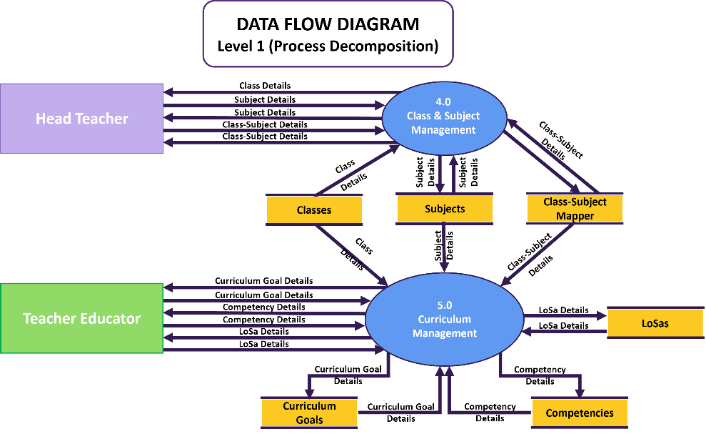 DATA FLOW DIAGRAM
Level 1 (Process Decomposition)
Head Teacher
Class Details
Subject Details
Subject Details
Class-Subject Details
Class-Subject Details
4.0
Class & Subject
Management
Class
Details
Subject
Details
Subject
Details
Class-Subject
Details
Classes
Subjects
Class-Subject
Mapper
Class
Details
Subject
Details
Class-Subject
Details
Teacher Educator
Curriculum Goal Details
Curriculum Goal Details
Competency Details
Competency Details
LoSa Details
LoSa Details
5.0
Curriculum
Management
LoSa Details
LoSa Details
LoSas
Curriculum Goal
Details
Competency
Details
Curriculum
Goals
Curriculum Goal
Details
Competency
Details
Competencies